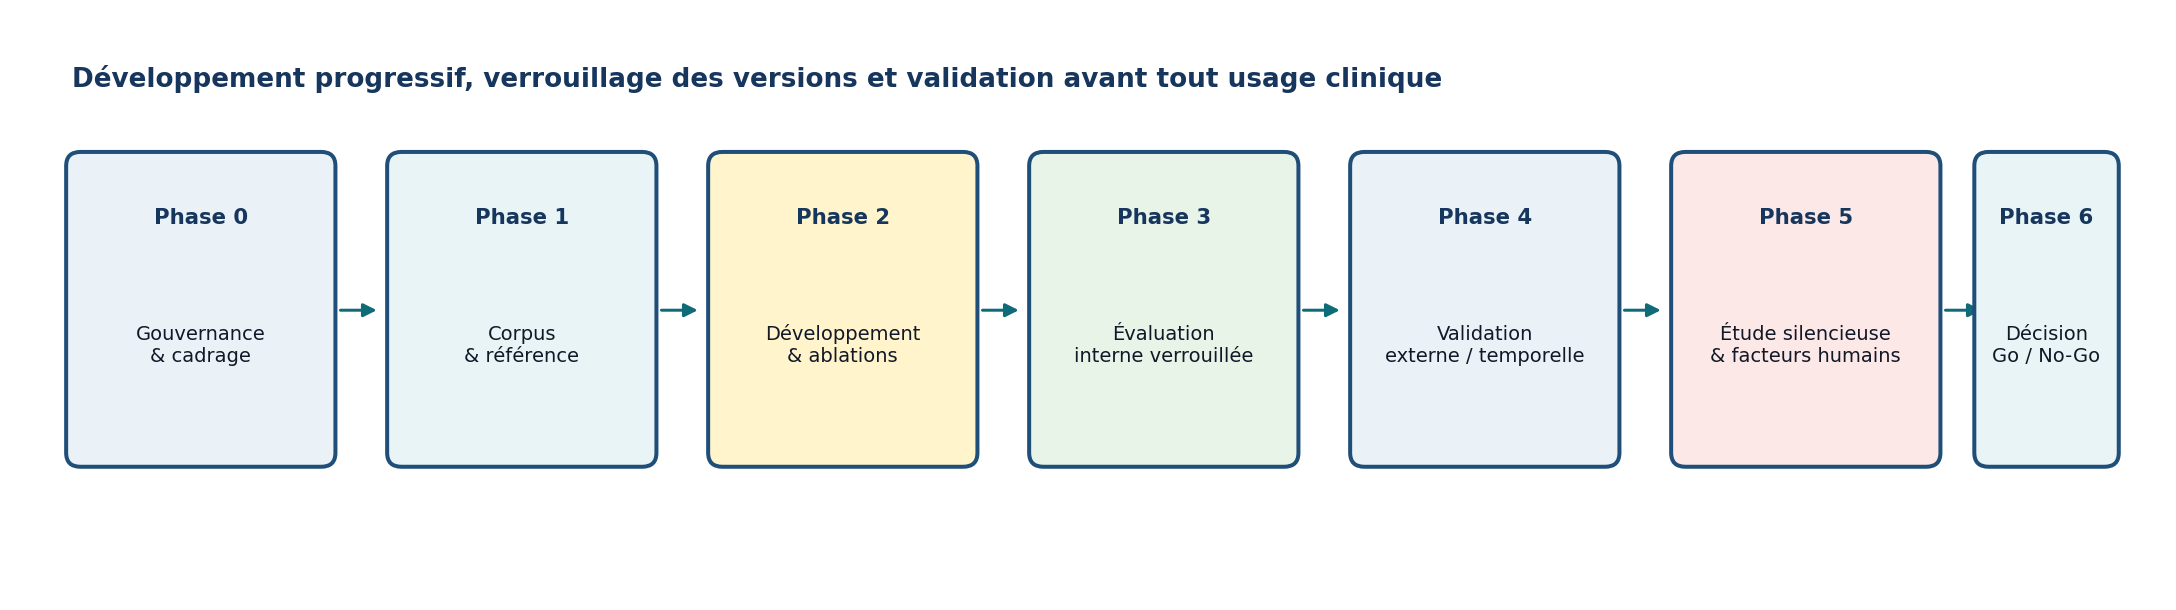 Développement progressif, verrouillage des versions et validation avant tout usage clinique
Phase 0
Gouvernance
& cadrage
Phase 1
Corpus
& référence
Phase 2
Développement
& ablations
Phase 3
Évaluation
interne verrouillée
Phase 4
Validation
externe / temporelle
Phase 5
Étude silencieuse
& facteurs humains
Phase 6
Décision
Go / No-Go